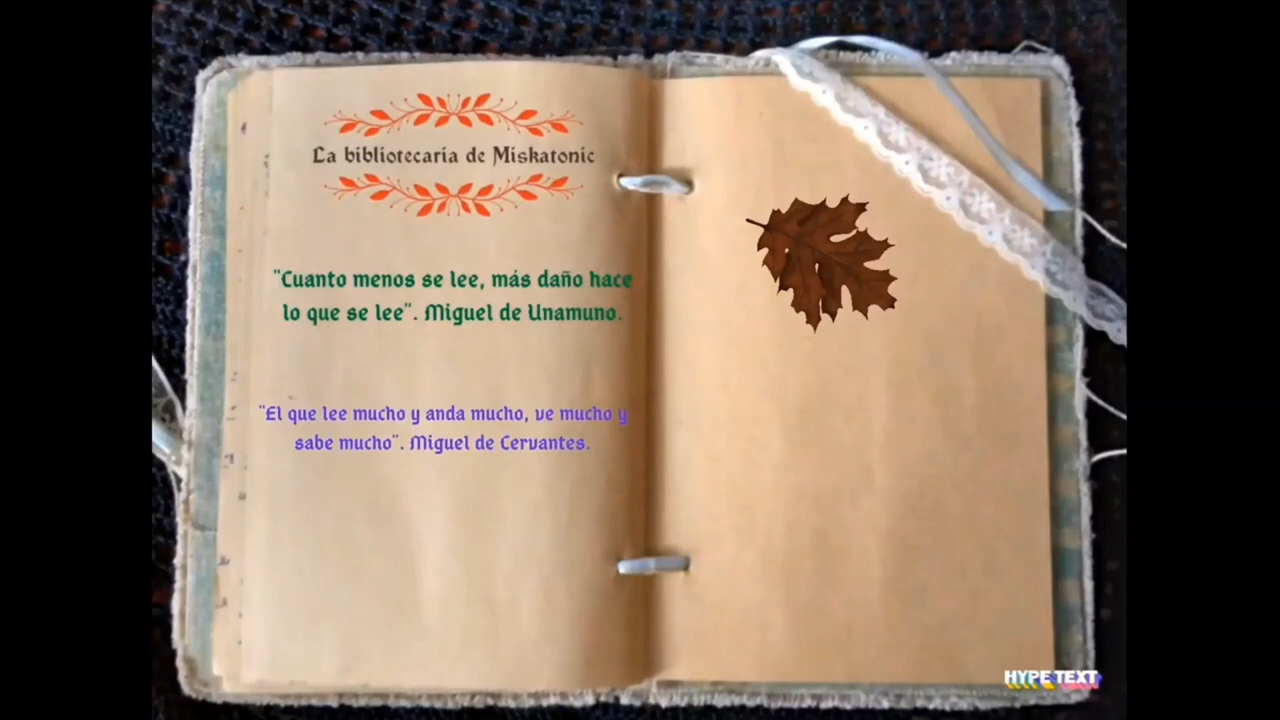 La bibliotecaria de Miskatonic
"Cuanto menos se lee, más daño hace
lo que se lee". Miguel de Unamuno.
"El que lee mucho y anda mucho, ve mucho y
sabe mucho". Miguel de Cervantes.
HYPE TEXT